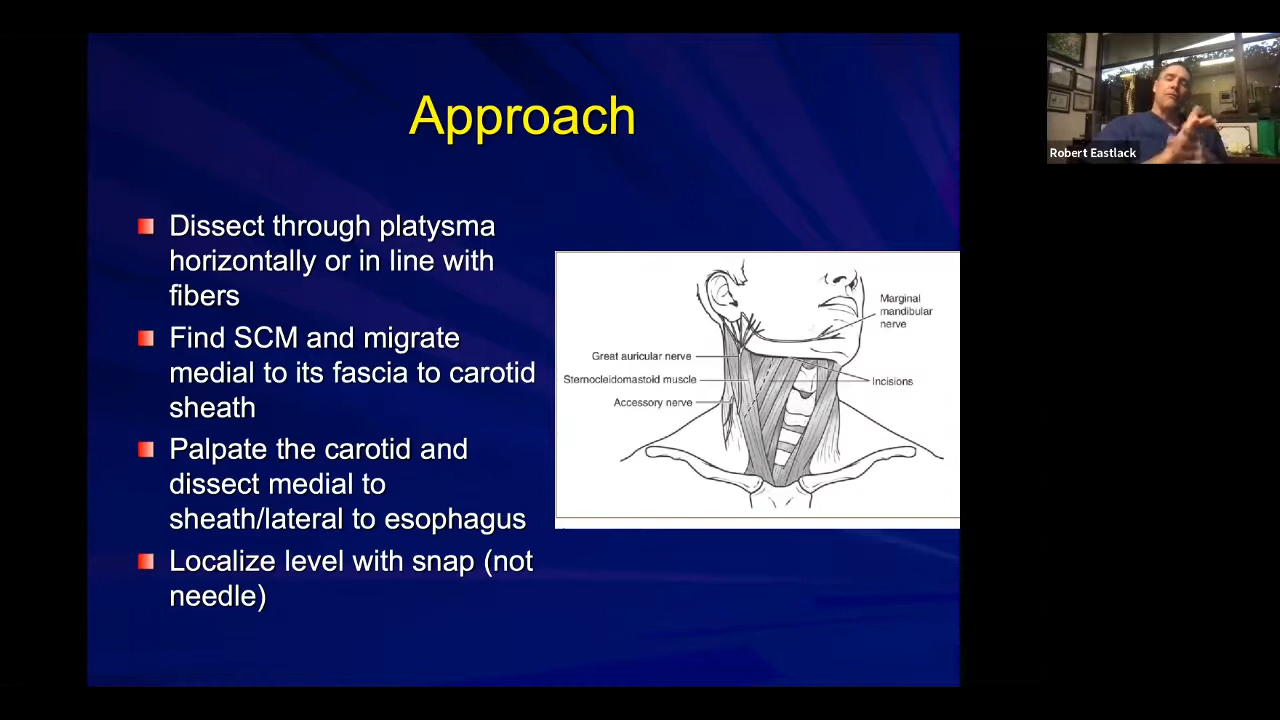 Approach
Dissect through platysma
horizontally or in line with
fibers
Find SCM and migrate
medial to its fascia to carotid
sheath
Palpate the carotid and
dissect medial to
sheath/lateral to esophagus
Localize level with snap (not
needle)
Marginal
mandibular
nerve
Great auricular nerve
Sternocleidomastoid muscle
Incisions
Accessory nerve
Robert Eastlack